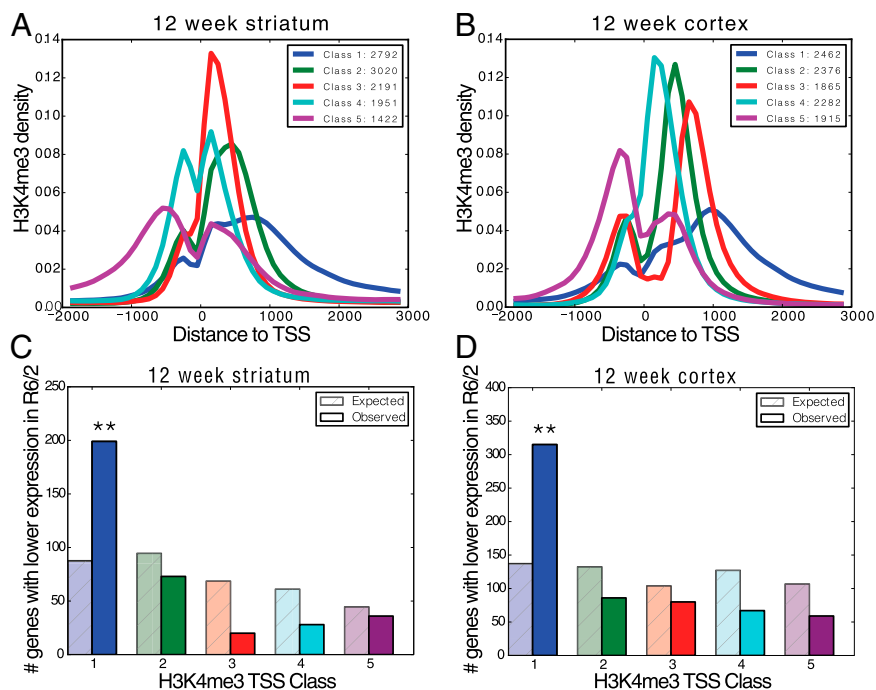 A
12 week striatum
0.14
0.12
0.10
0.08
0.06
0.04
0.02
0.00
H3K4me3 density
Class 1: 2792
Class 2: 3020
Class 3: 2191
Class 4: 1951
Class 5: 1422
−2000 −1000 0 1000 2000 3000
Distance to TSS
B
12 week cortex
0.14
0.12
0.10
0.08
0.06
0.04
0.02
0.00
H3K4me3 density
Class 1: 2462
Class 2: 2376
Class 3: 1865
Class 4: 2282
Class 5: 1915
−2000 −1000 0 1000 2000 3000
Distance to TSS
C
12 week striatum
250
200
150
100
50
0
# genes with lower expression in R6/2
Expected
Observed
**
1 2 3 4 5
H3K4me3 TSS Class
D
12 week cortex
400
350
300
250
200
150
100
50
0
# genes with lower expression in R6/2
Expected
Observed
**
1 2 3 4 5
H3K4me3 TSS Class